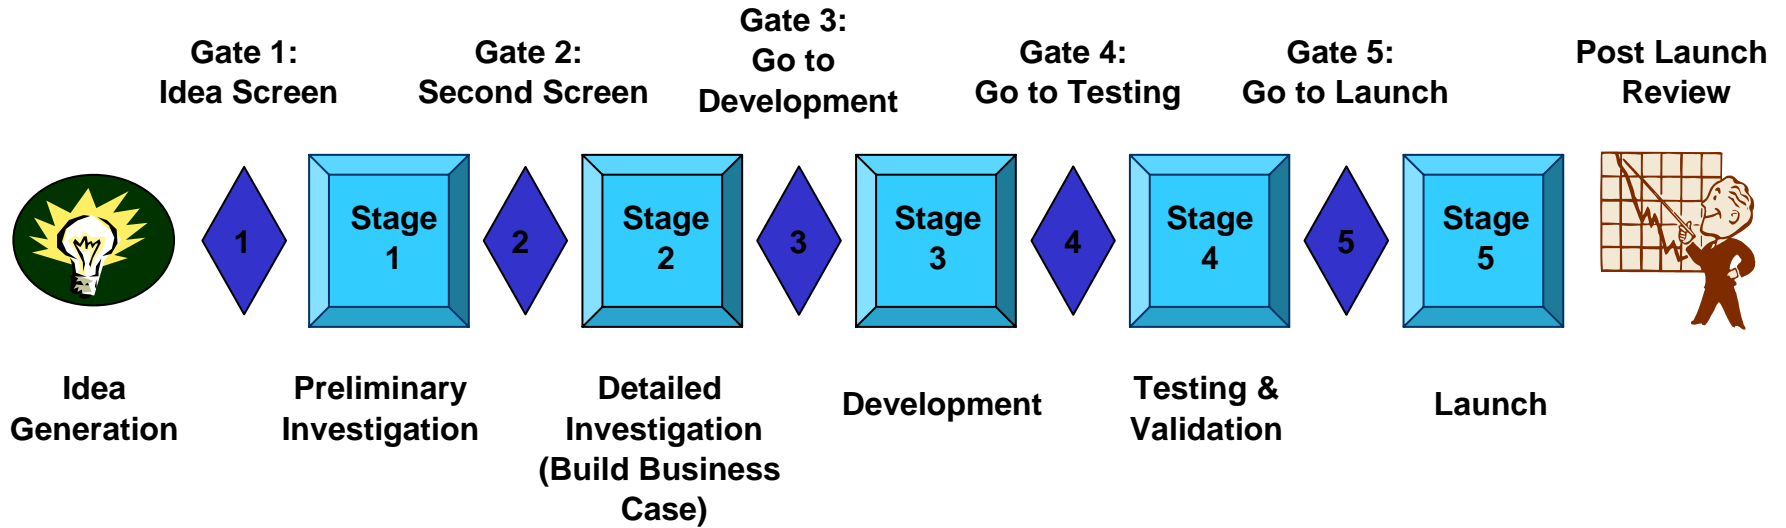 Gate 1:
Idea Screen
Gate 2:
Second Screen
Gate 3:
Go to
Development
Gate 4:
Go to Testing
Gate 5:
Go to Launch
Post Launch
Review
1
Stage
1
2
Stage
2
3
Stage
3
4
Stage
4
5
Stage
5
Idea
Generation
Preliminary
Investigation
Detailed
Investigation
(Build Business
Case)
Development
Testing &
Validation
Launch